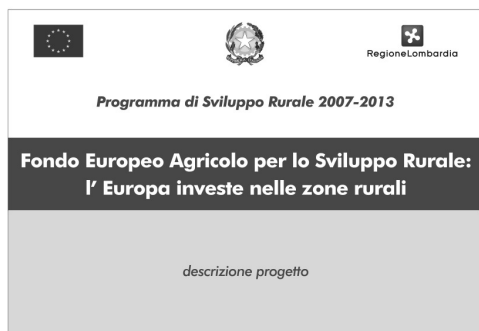 RegioneLombardia
Programma di Sviluppo Rurale 2007-2013
Fondo Europeo Agricolo per lo Sviluppo Rurale:
l' Europa investe nelle zone rurali
descrizione progetto